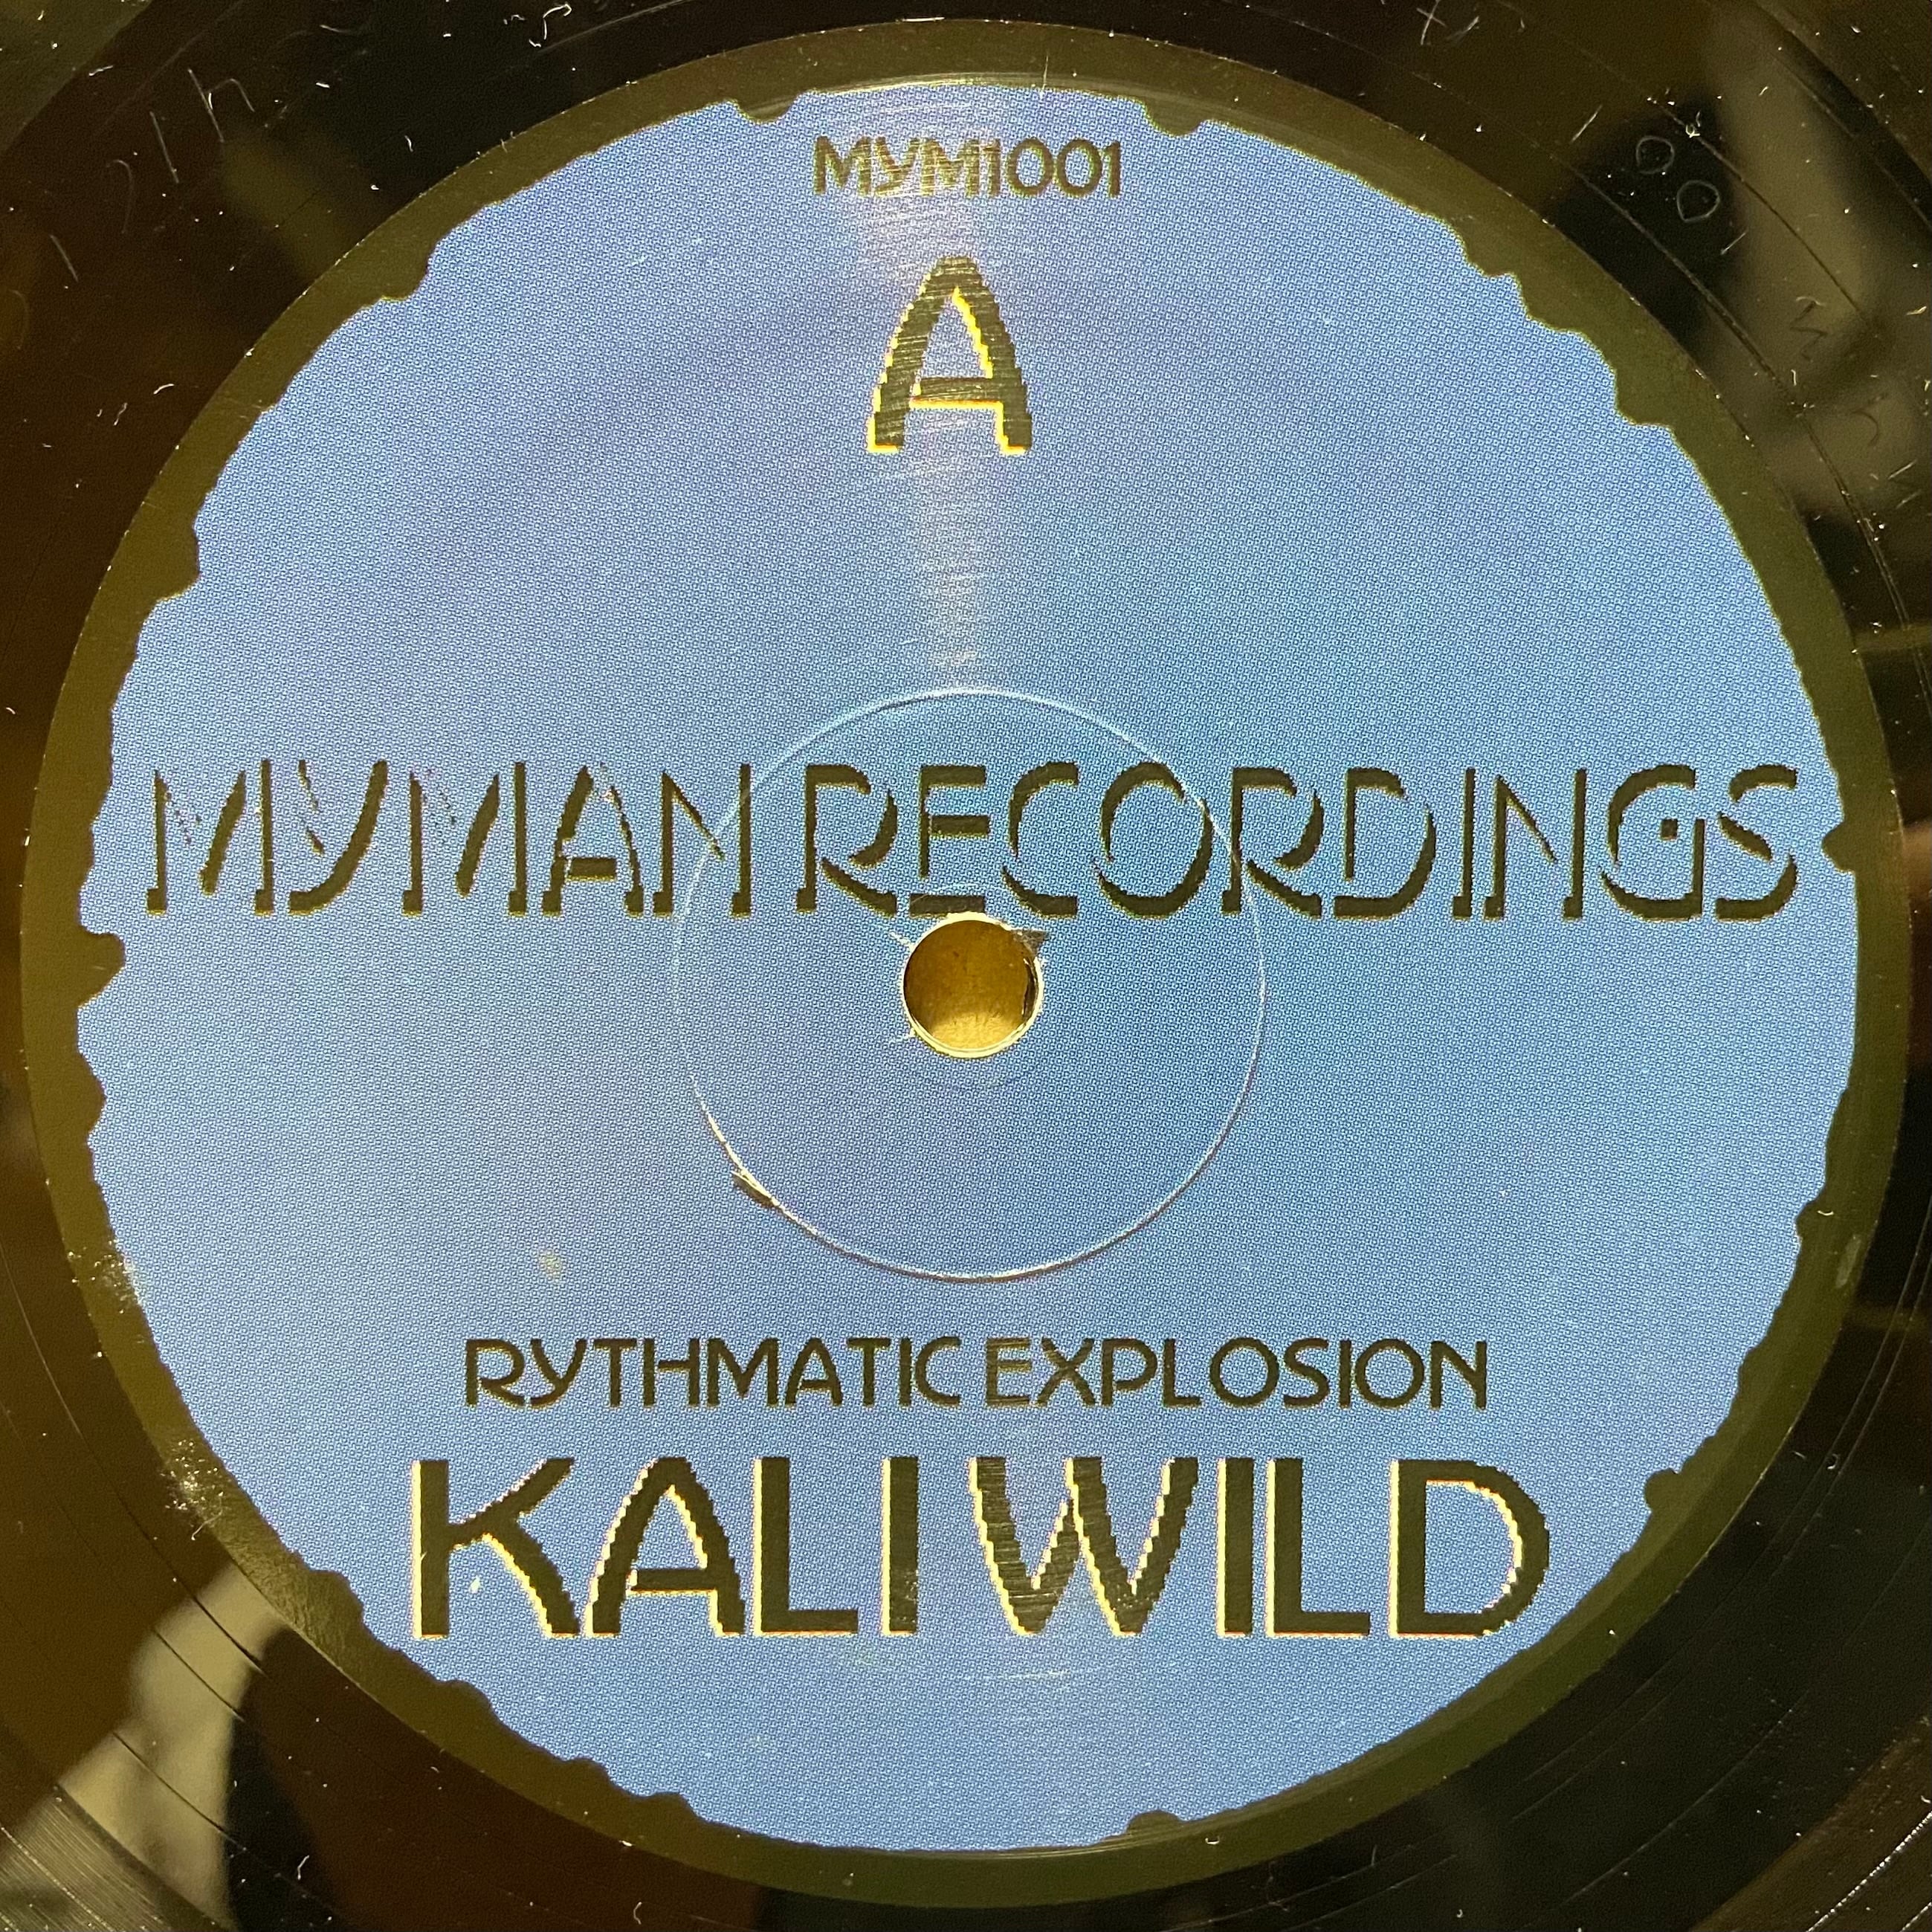 MYM1001
A
MYMAN RECORDINGS
RYTHMATIC EXPLOSION
KALI WILD